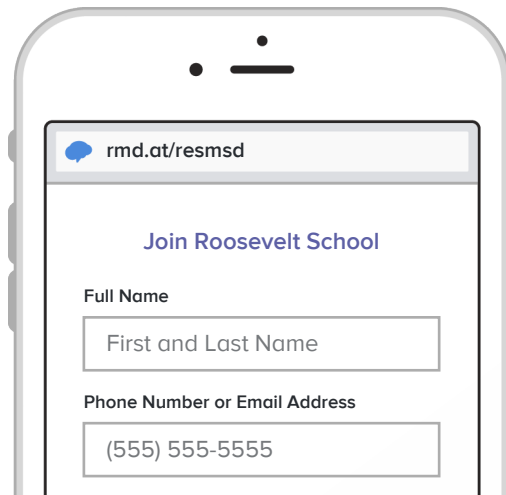 rmd.at/resmsd
Join Roosevelt School
Full Name
First and Last Name
Phone Number or Email Address
(555) 555-5555